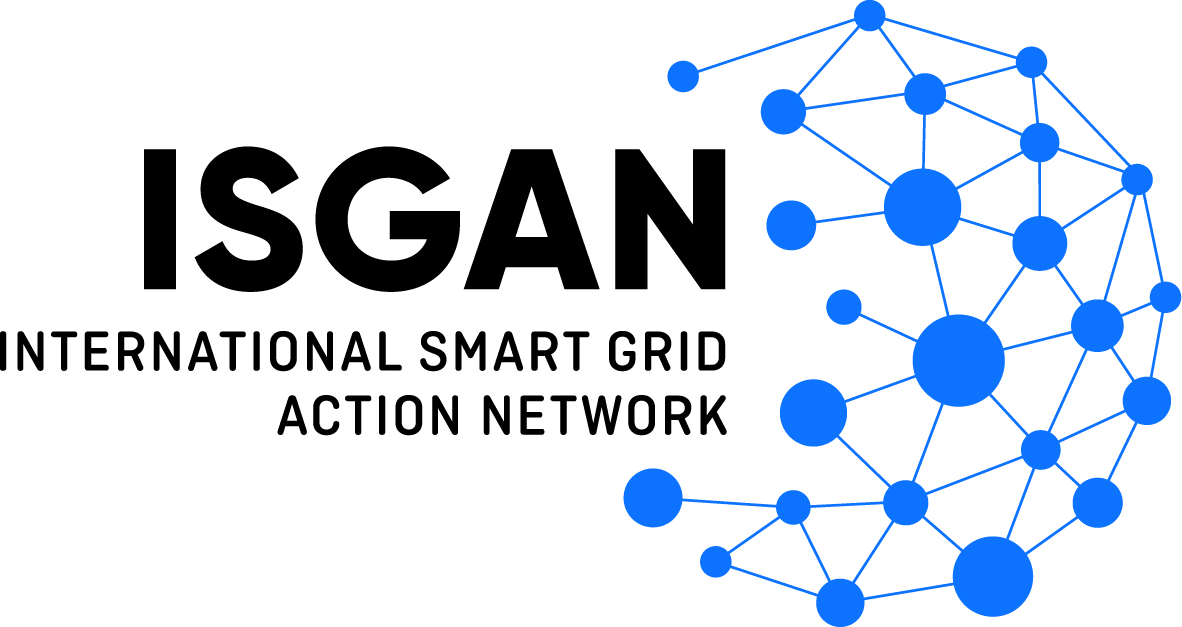 ISGAN
INTERNATIONAL SMART GRID
ACTION NETWORK